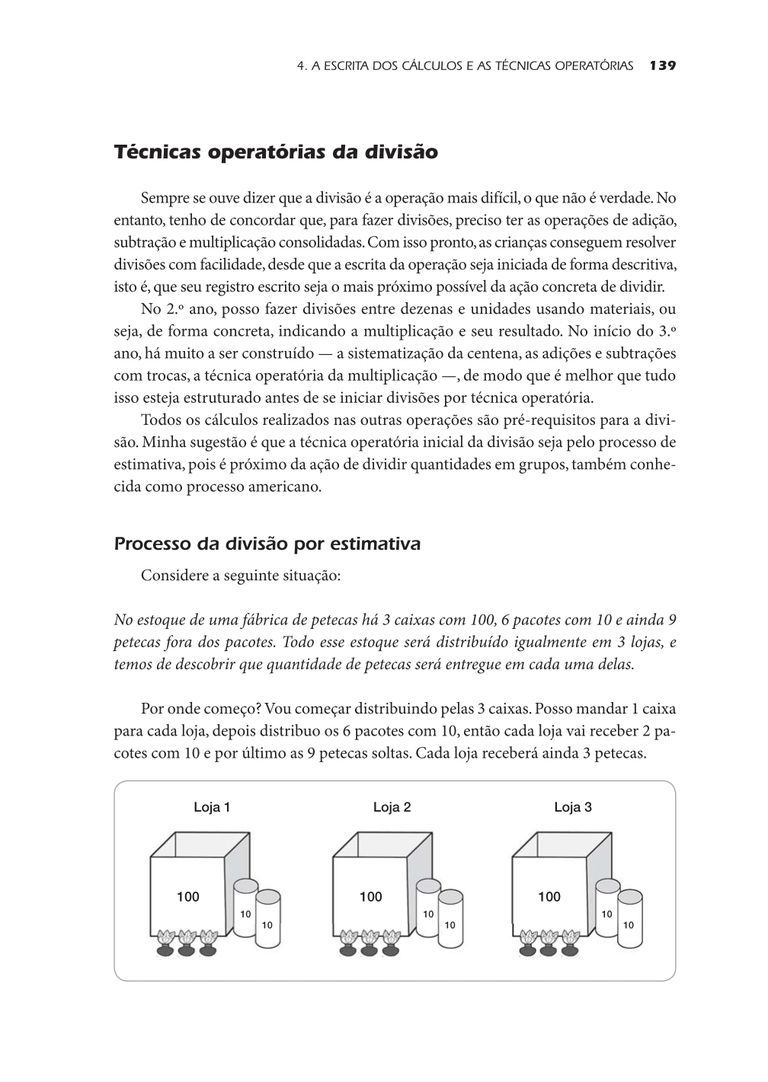 4. A ESCRITA DOS CÁLCULOS E AS TÉCNICAS OPERATÓRIAS 139
Técnicas operatórias da divisão
Sempre se ouve dizer que a divisão é a operação mais difícil, o que não é verdade. No
entanto, tenho de concordar que, para fazer divisões, preciso ter as operações de adição,
subtração e multiplicação consolidadas. Com isso pronto, as crianças conseguem resolver
divisões com facilidade, desde que a escrita da operação seja iniciada de forma descritiva,
isto é, que seu registro escrito seja o mais próximo possível da ação concreta de dividir.
No 2.º ano, posso fazer divisões entre dezenas e unidades usando materiais, ou
seja, de forma concreta, indicando a multiplicação e seu resultado. No início do 3.º
ano, há muito a ser construído — a sistematização da centena, as adições e subtrações
com trocas, a técnica operatória da multiplicação —, de modo que é melhor que tudo
isso esteja estruturado antes de se iniciar divisões por técnica operatória.
Todos os cálculos realizados nas outras operações são pré-requisitos para a divi-
são. Minha sugestão é que a técnica operatória inicial da divisão seja pelo processo de
estimativa, pois é próximo da ação de dividir quantidades em grupos, também conhe-
cida como processo americano.
Processo da divisão por estimativa
Considere a seguinte situação:
No estoque de uma fábrica de petecas há 3 caixas com 100, 6 pacotes com 10 e ainda 9
petecas fora dos pacotes. Todo esse estoque será distribuído igualmente em 3 lojas, e
temos de descobrir que quantidade de petecas será entregue em cada uma delas.
Por onde começo? Vou começar distribuindo pelas 3 caixas. Posso mandar 1 caixa
para cada loja, depois distribuo os 6 pacotes com 10, então cada loja vai receber 2 pa-
cotes com 10 e por último as 9 petecas soltas. Cada loja receberá ainda 3 petecas.
Loja 1 Loja 2 Loja 3
100 10 10 100 10 10 100 10 10